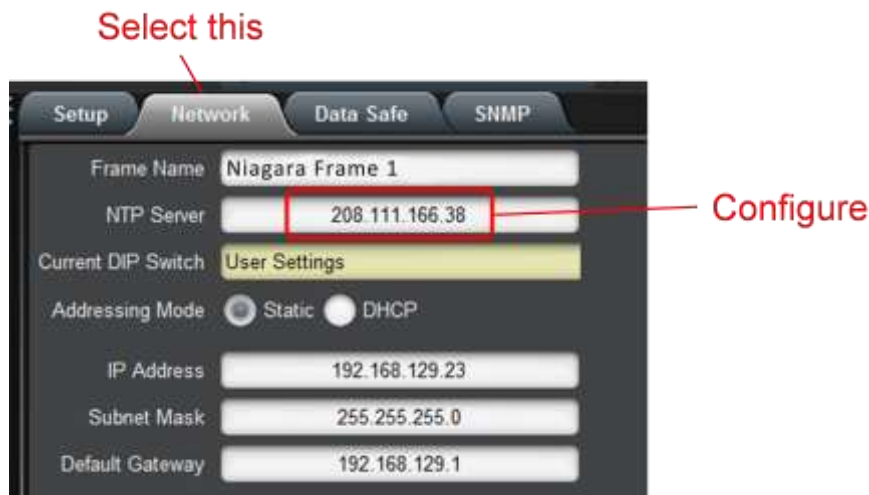 Select this
Setup Network Data Safe SNMP
Frame Name Niagara Frame 1
NTP Server 208.111.166.38
Configure
Current DIP Switch User Settings
Addressing Mode Static DHCP
IP Address 192.168.129.23
Subnet Mask 255.255.255.0
Default Gateway 192.168.129.1